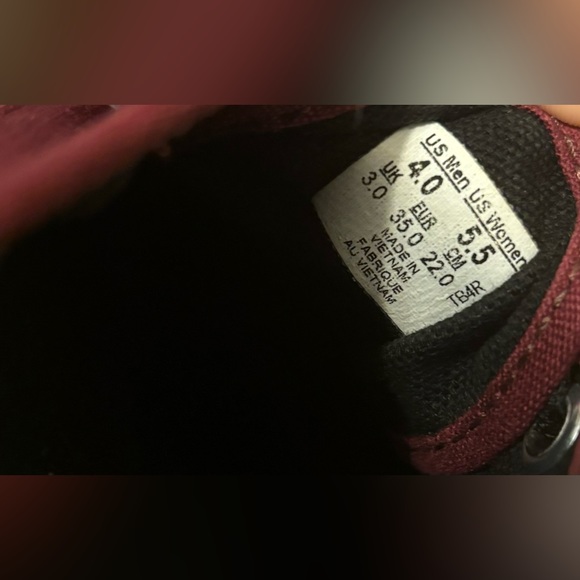 US Men US Women
4.0 5.5
UK EUR CM
3.0 35.0 22.0
MADE IN
VIETNAM
FABRIQUE
AU VIETNAM
TB4R